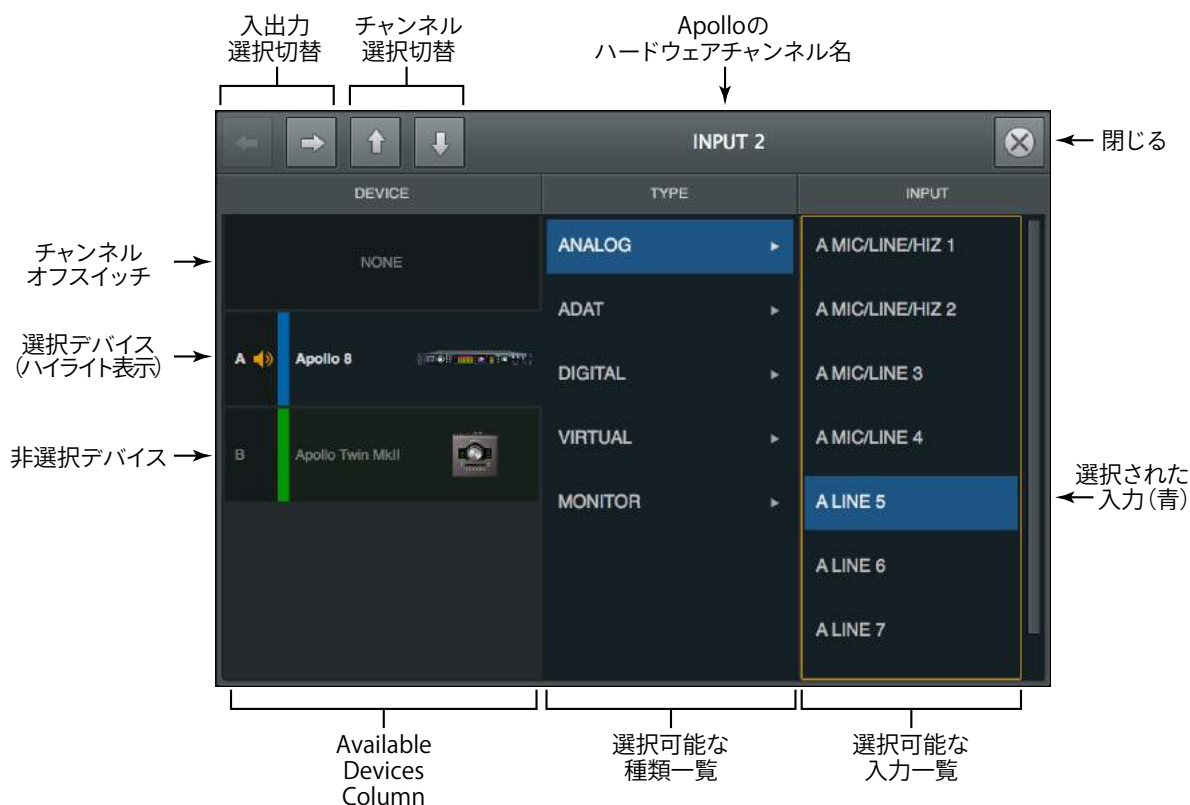 入出力
選択切替
チャンネル
選択切替
Apolloの
ハードウェアチャンネル名
INPUT 2
閉じる
DEVICE
TYPE
INPUT
チャンネル
オフスイッチ
NONE
ANALOG
A MIC/LINE/HIZ 1
ADAT
A MIC/LINE/HIZ 2
選択デバイス
（ハイライト表示）
A
Apollo 8
DIGITAL
A MIC/LINE 3
非選択デバイス
B
Apollo Twin MkII
VIRTUAL
A MIC/LINE 4
MONITOR
A LINE 5
選択された
入力（青）
A LINE 6
A LINE 7
Available
Devices
Column
選択可能な
種類一覧
選択可能な
入力一覧